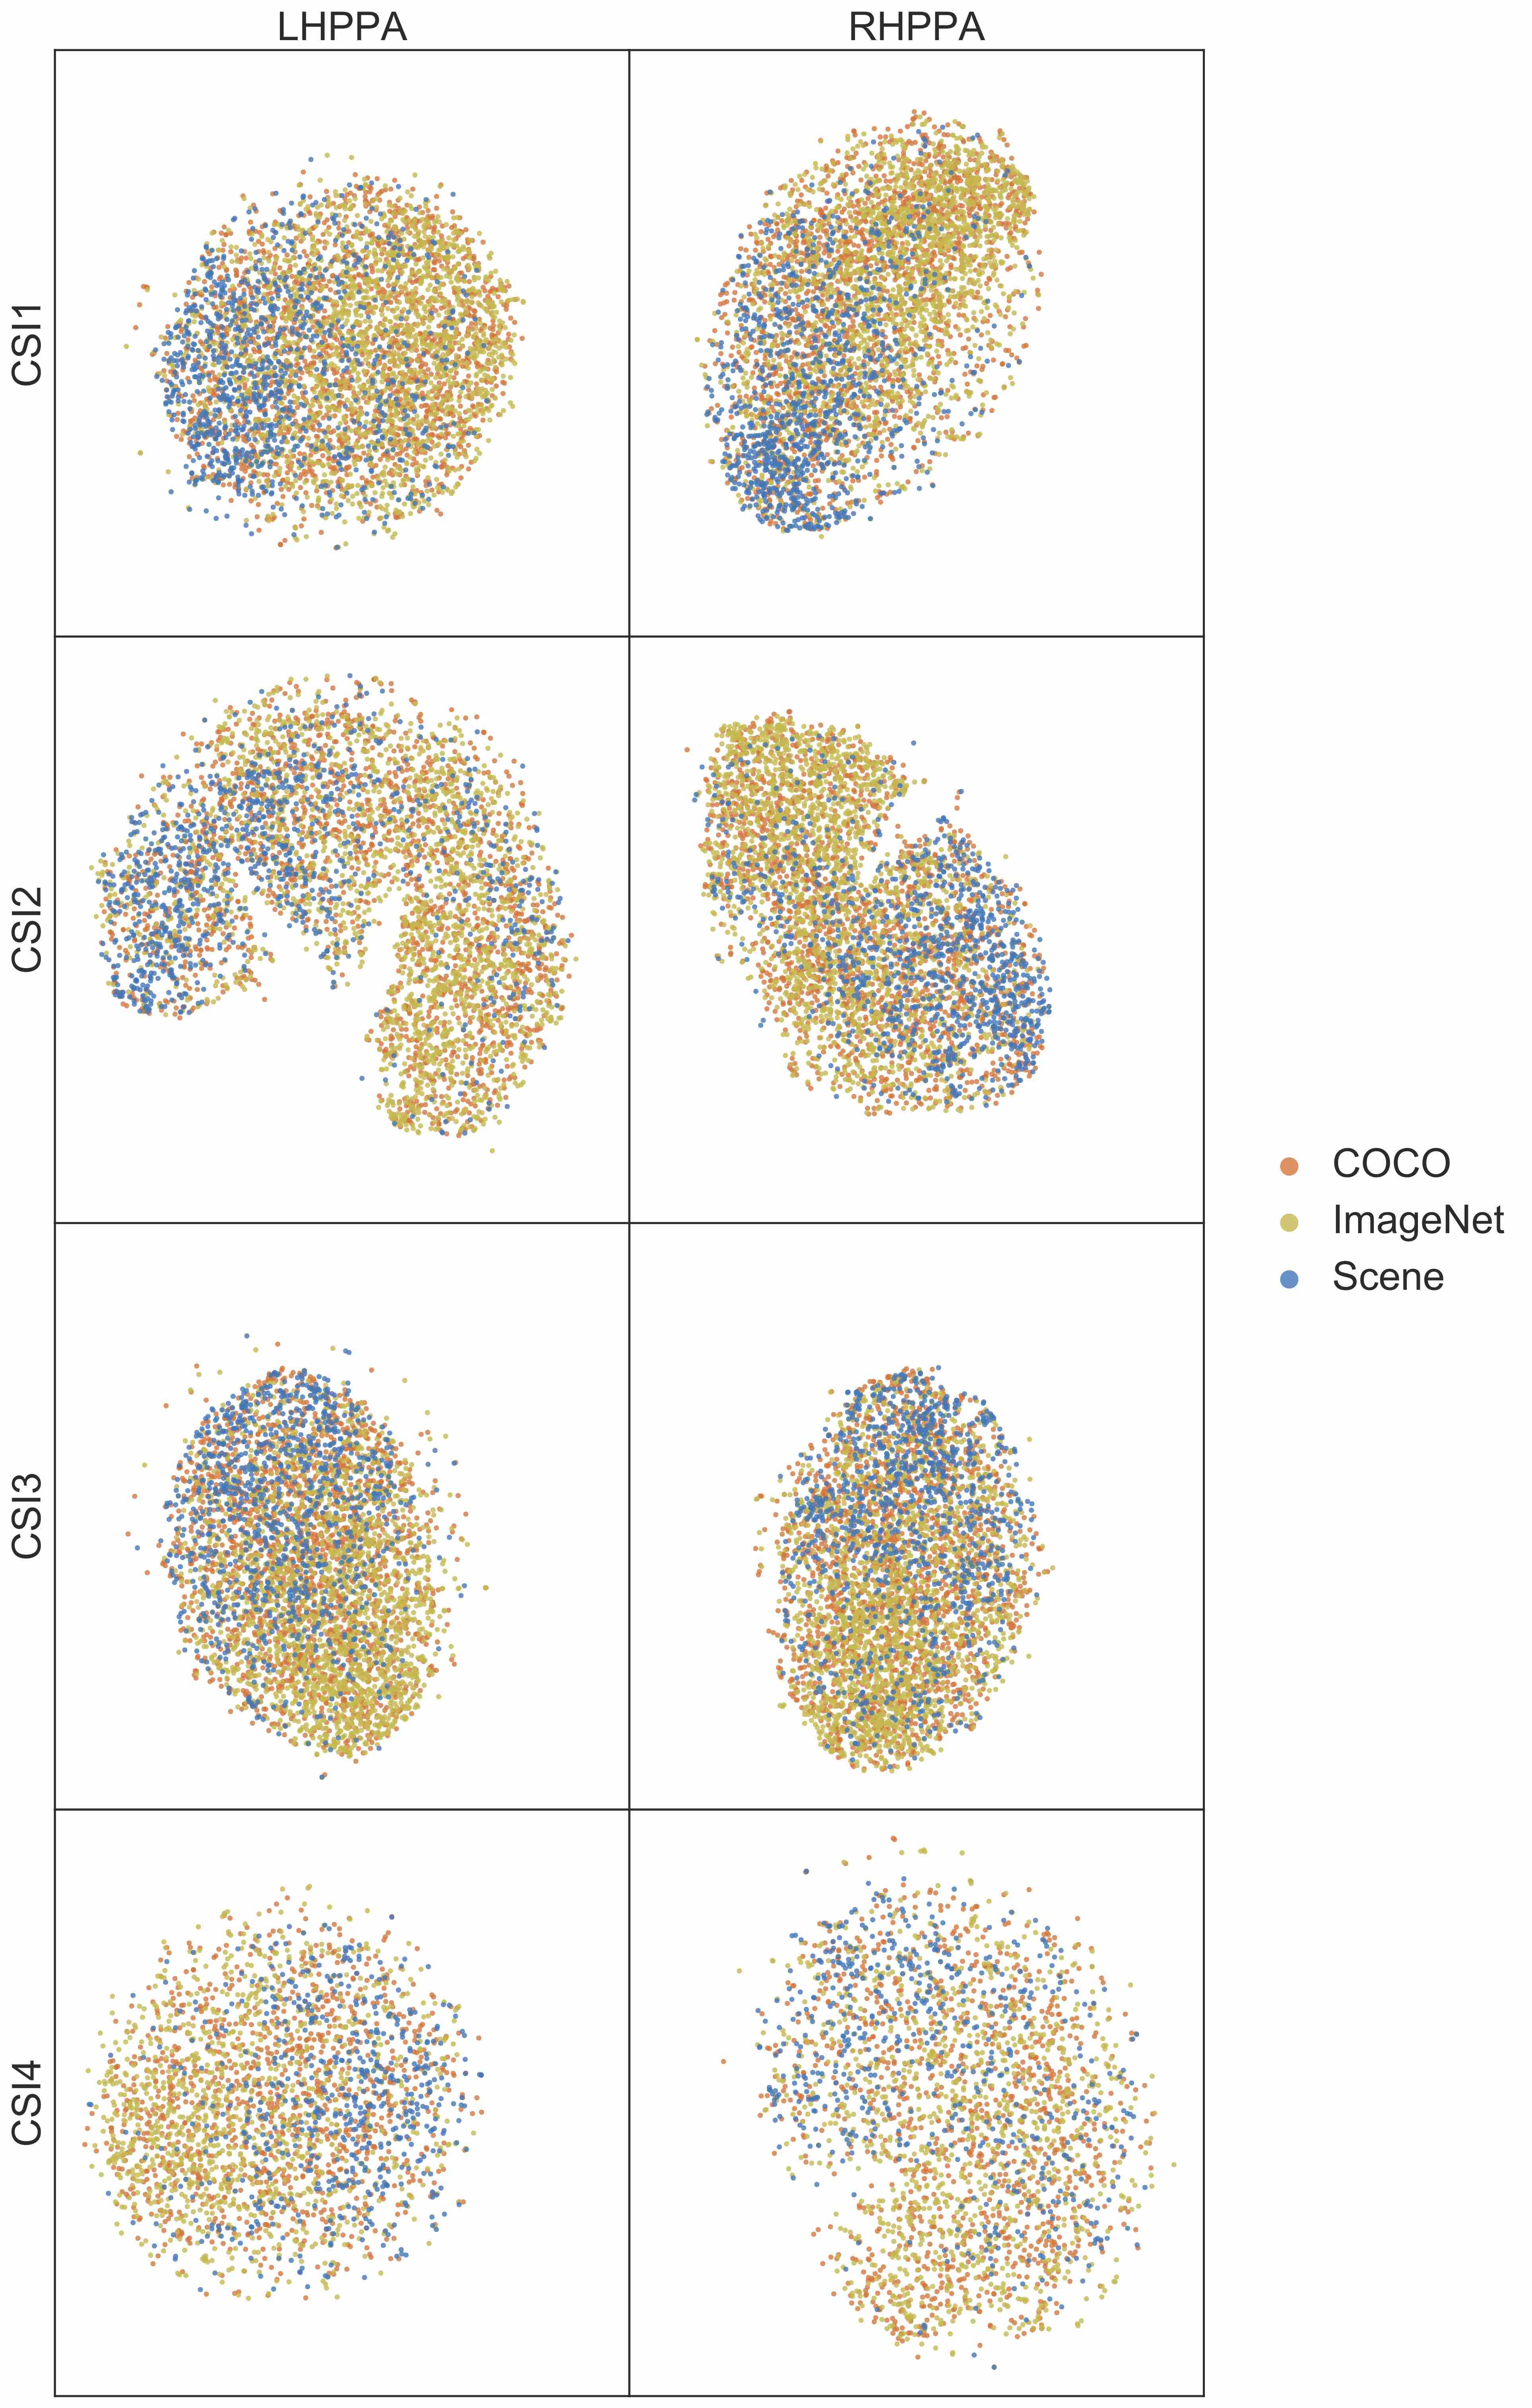 LHPPA RHPPA
CSI1
CSI2
COCO
ImageNet
Scene
CSI3
CSI4